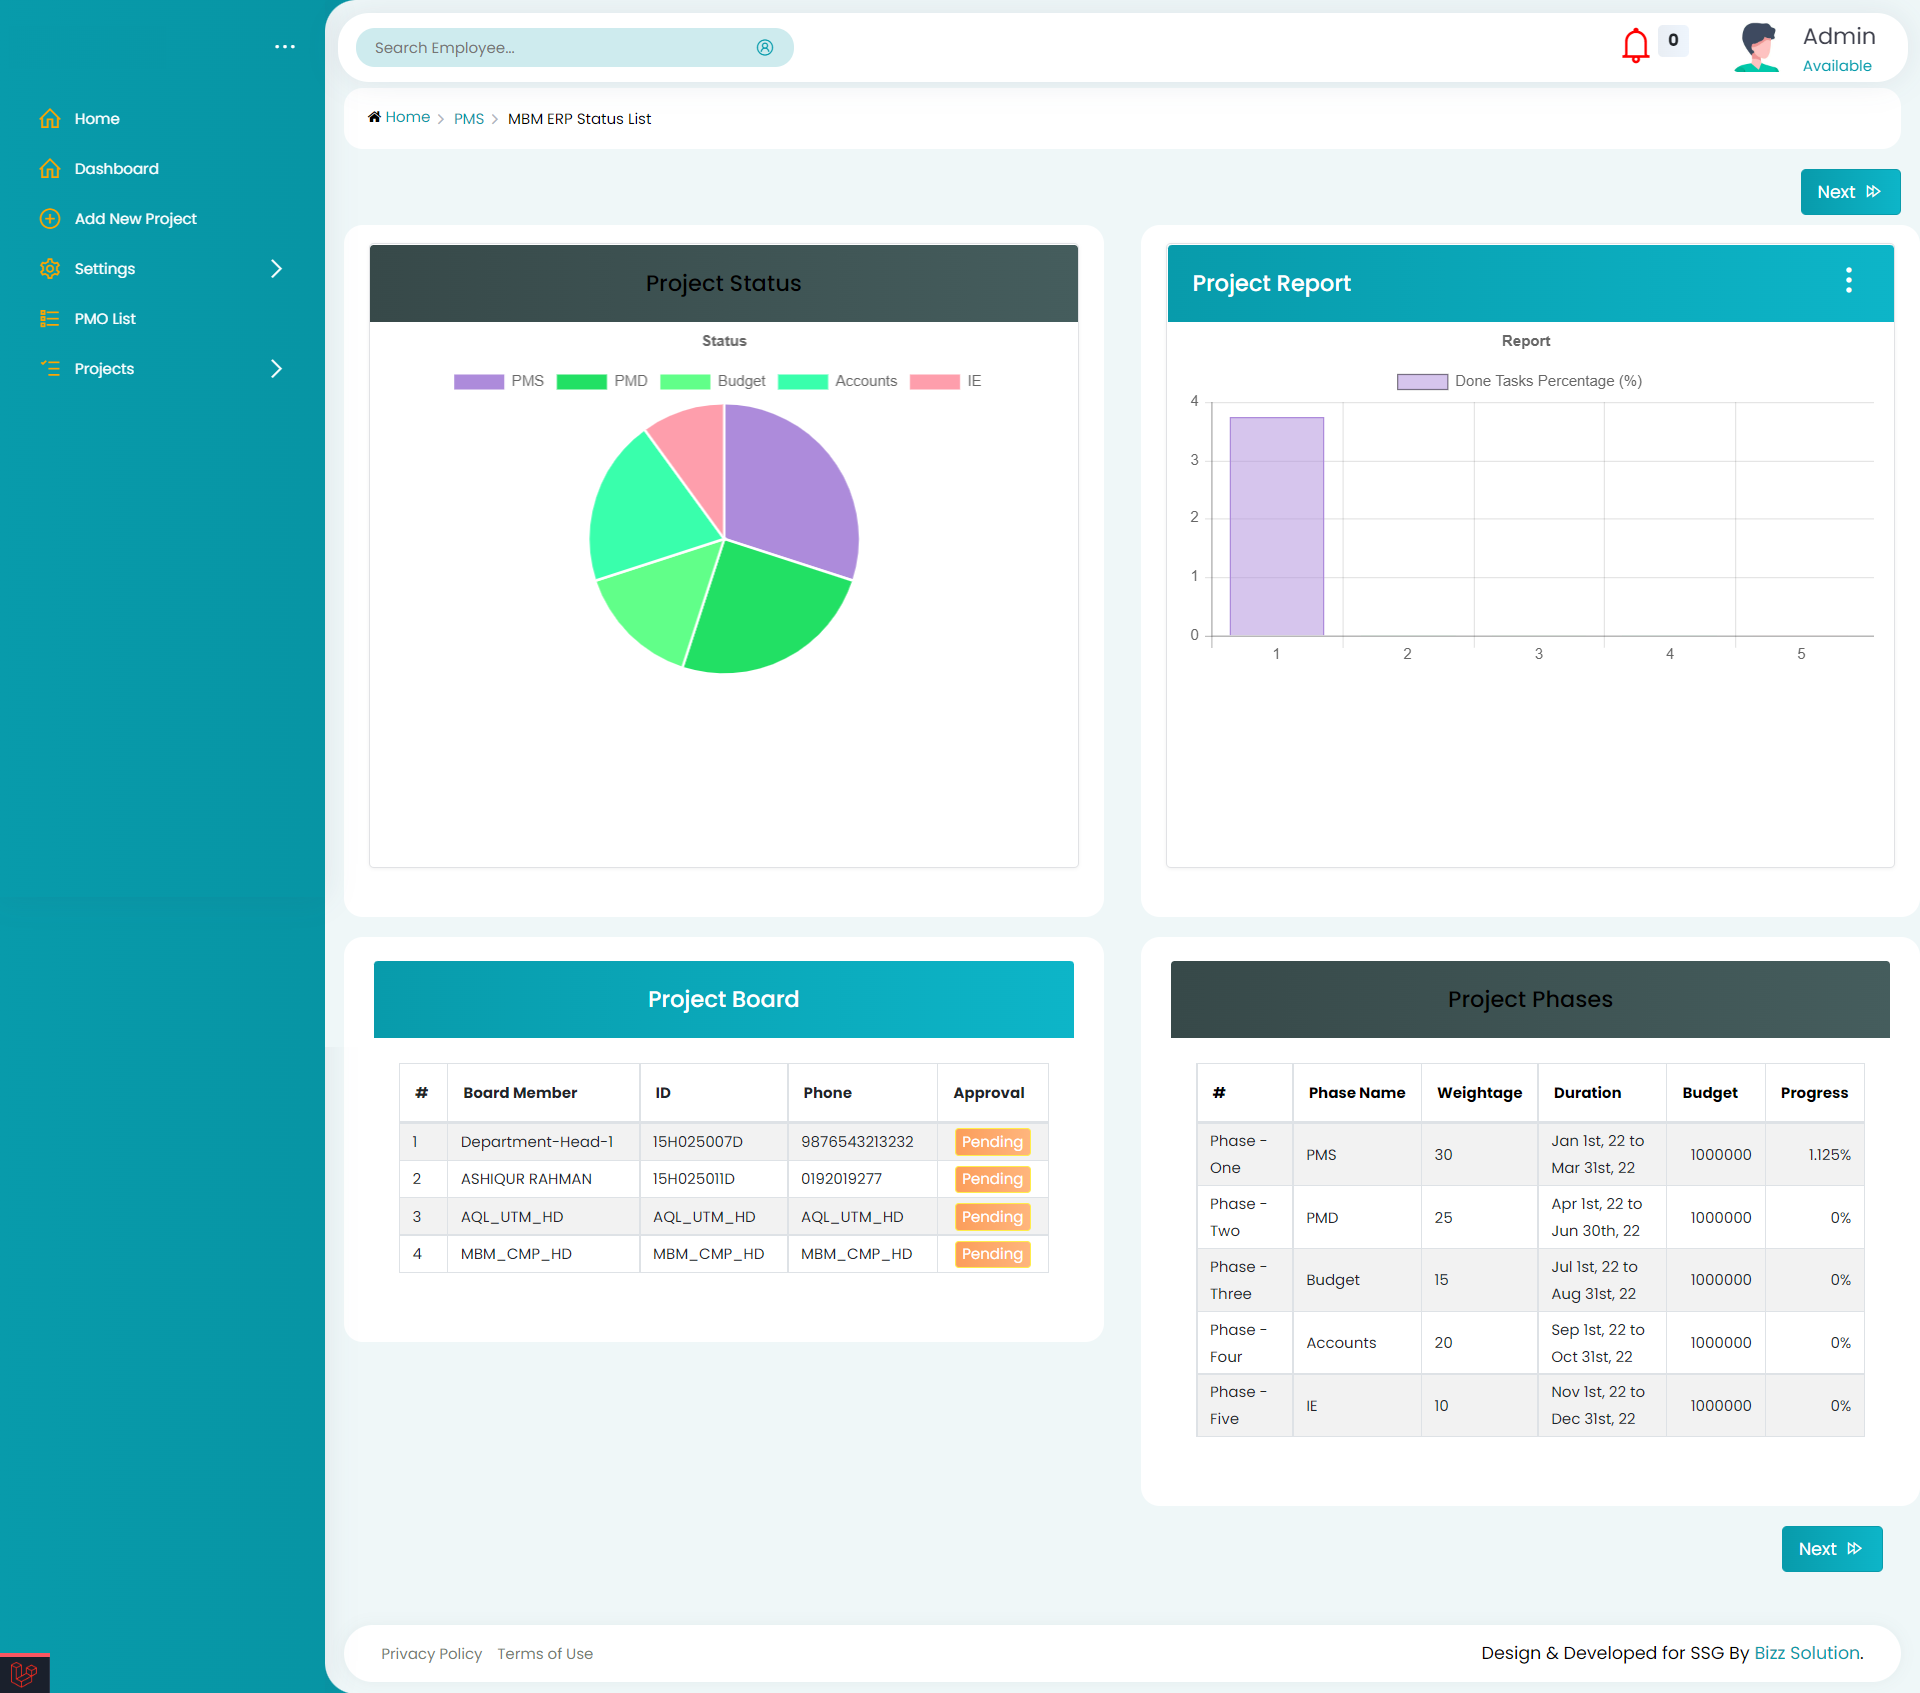 Home
Dashboard
Add New Project
Settings
PMO List
Projects
Search Employee...
0
Admin
Available
Home PMS MBM ERP Status List
Next
Project Status
Status
PMS PMD Budget Accounts IE
Project Report
Report
Done Tasks Percentage (%)
4
3
2
1
0
1 2 3 4 5
Project Board
# Board Member ID Phone Approval
1 Department-Head-1 15H025007D 9876543213232 Pending
2 ASHIQUR RAHMAN 15H025011D 0192019277 Pending
3 AQL_UTM_HD AQL_UTM_HD AQL_UTM_HD Pending
4 MBM_CMP_HD MBM_CMP_HD MBM_CMP_HD Pending
Project Phases
# Phase Name Weightage Duration Budget Progress
Phase - One PMS 30 Jan 1st, 22 to Mar 31st, 22 1000000 1.125%
Phase - Two PMD 25 Apr 1st, 22 to Jun 30th, 22 1000000 0%
Phase - Three Budget 15 Jul 1st, 22 to Aug 31st, 22 1000000 0%
Phase - Four Accounts 20 Sep 1st, 22 to Oct 31st, 22 1000000 0%
Phase - Five IE 10 Nov 1st, 22 to Dec 31st, 22 1000000 0%
Next
Privacy Policy Terms of Use
Design & Developed for SSG By Bizz Solution.